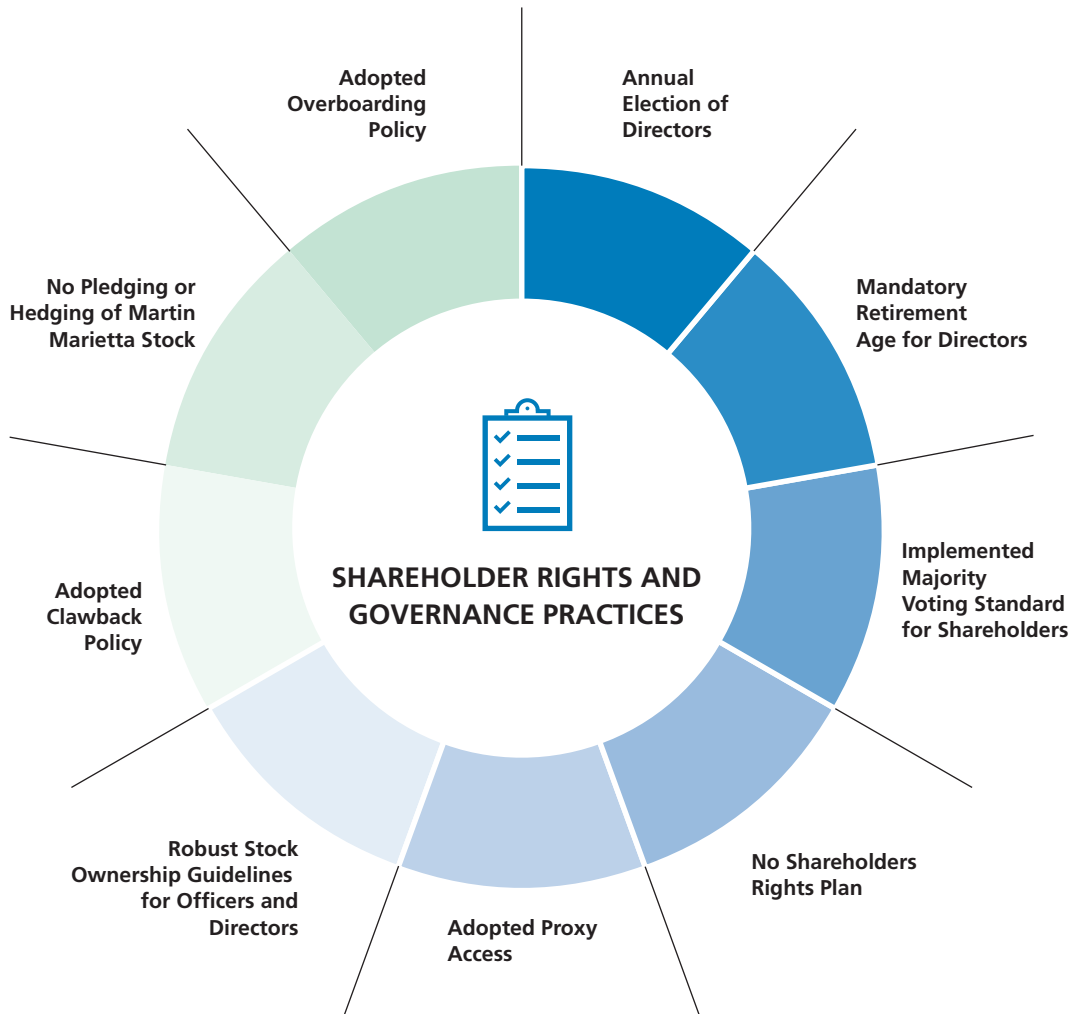 Adopted
Overboarding
Policy
Annual
Election of
Directors
No Pledging or
Hedging of Martin
Marietta Stock
Mandatory
Retirement
Age for Directors
SHAREHOLDER RIGHTS AND
GOVERNANCE PRACTICES
Adopted
Clawback
Policy
Implemented
Majority
Voting Standard
for Shareholders
Robust Stock
Ownership Guidelines
for Officers and
Directors
Adopted Proxy
Access
No Shareholders
Rights Plan